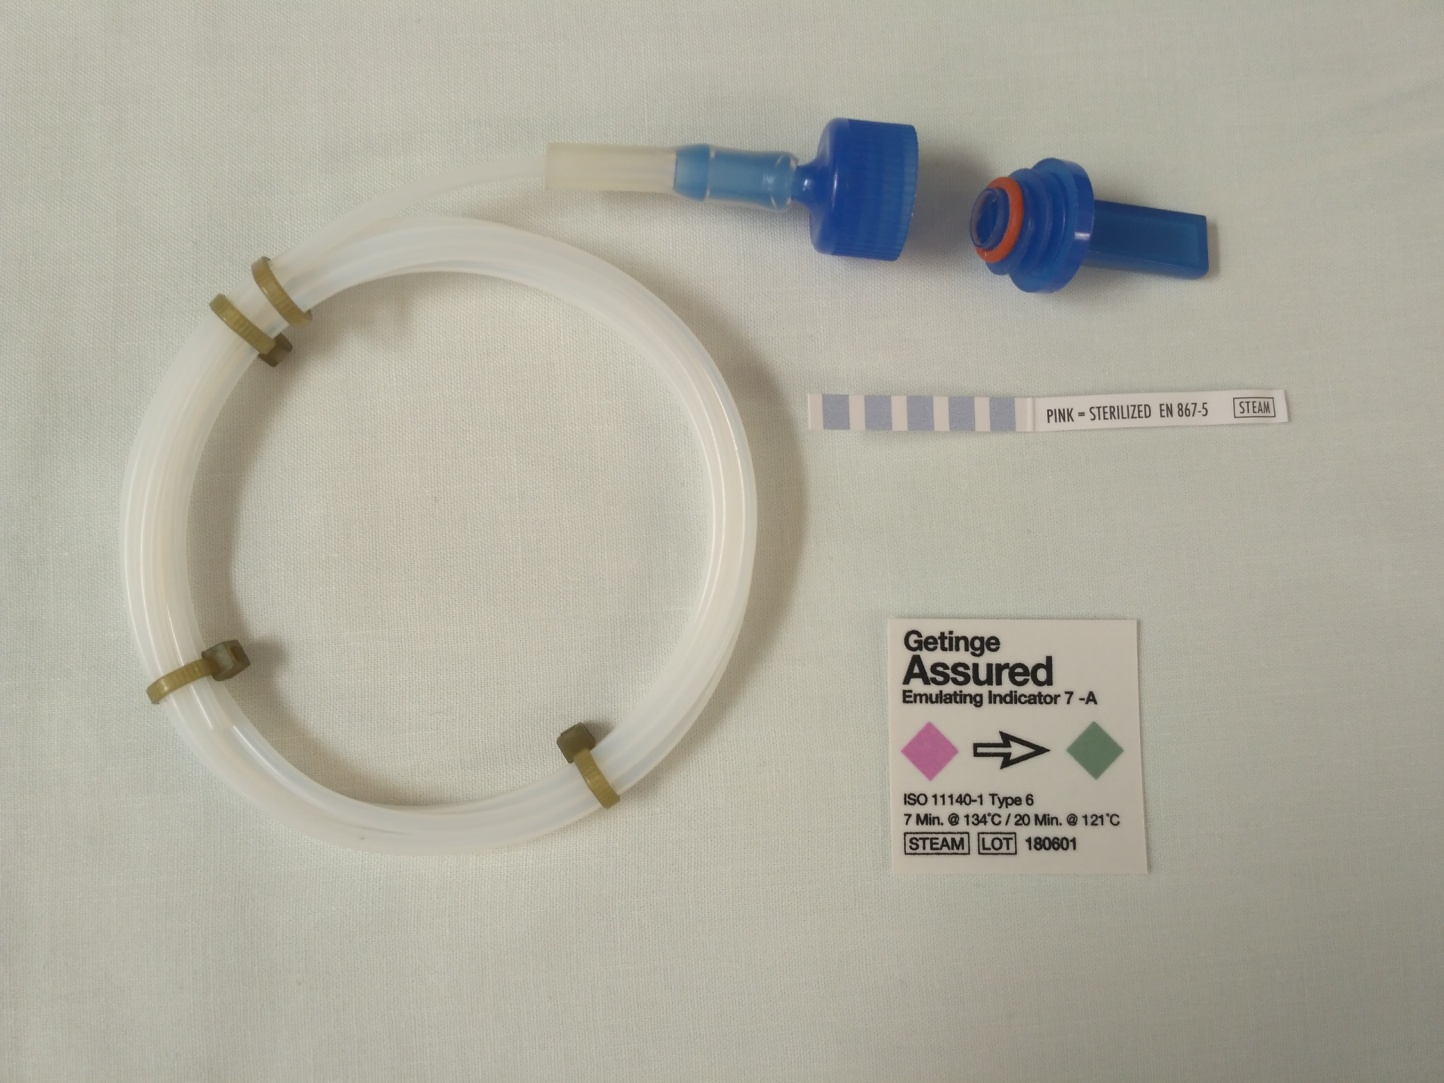 PINK = STERILIZED EN 867-5 STEAM
Getinge
Assured
Emulating Indicator 7 -A
ISO 11140-1 Type 6
7 Min. @ 134°C / 20 Min. @ 121°C
STEAM LOT 180601